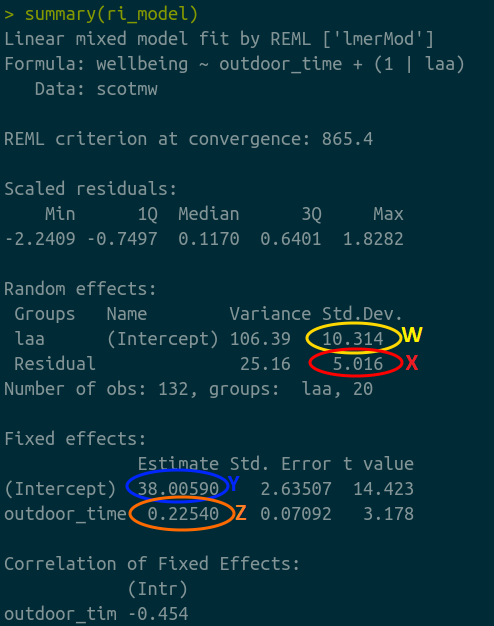 > summary(ri_model)
Linear mixed model fit by REML ['lmerMod']
Formula: wellbeing ~ outdoor_time + (1 | laa)
   Data: scotmw

REML criterion at convergence: 865.4

Scaled residuals:
    Min      1Q  Median      3Q     Max
-2.2409 -0.7497  0.1170  0.6401  1.8282

Random effects:
 Groups   Name        Variance Std.Dev.
 laa      (Intercept) 106.39   10.314 W
 Residual              25.16    5.016 X
Number of obs: 132, groups:  laa, 20

Fixed effects:
             Estimate Std. Error t value
(Intercept)  38.00590 Y  2.63507  14.423
outdoor_time  0.22540 Z  0.07092   3.178

Correlation of Fixed Effects:
            (Intr)
outdoor_tim -0.454